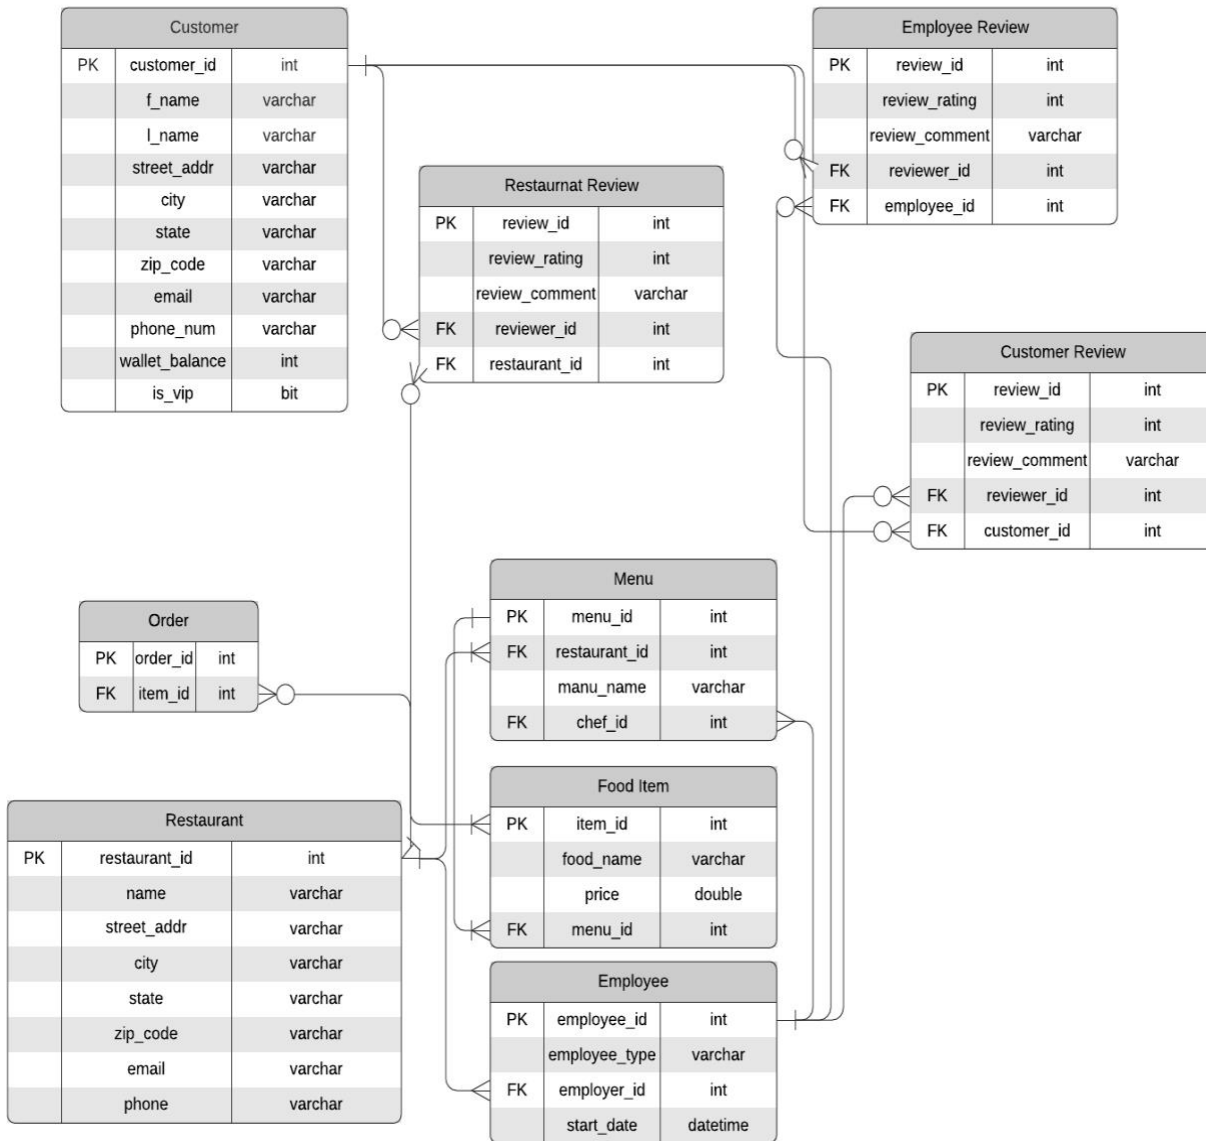 Customer
PK customer_id int
f_name varchar
l_name varchar
street_addr varchar
city varchar
state varchar
zip_code varchar
email varchar
phone_num varchar
wallet_balance int
is_vip bit
Employee Review
PK review_id int
review_rating int
review_comment varchar
FK reviewer_id int
FK employee_id int
Restaurnat Review
PK review_id int
review_rating int
review_comment varchar
FK reviewer_id int
FK restaurant_id int
Customer Review
PK review_id int
review_rating int
review_comment varchar
FK reviewer_id int
FK customer_id int
Menu
PK menu_id int
FK restaurant_id int
manu_name varchar
FK chef_id int
Order
PK order_id int
FK item_id int
Food Item
PK item_id int
food_name varchar
price double
FK menu_id int
Restaurant
PK restaurant_id int
name varchar
street_addr varchar
city varchar
state varchar
zip_code varchar
email varchar
phone varchar
Employee
PK employee_id int
employee_type varchar
FK employer_id int
start_date datetime